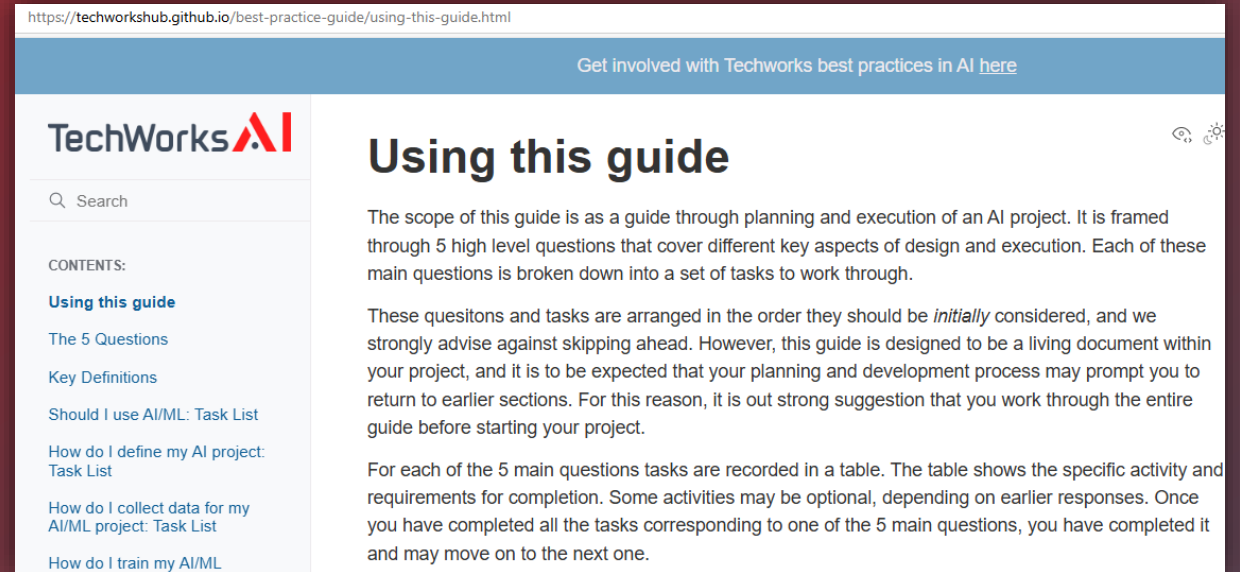 https://techworkshub.github.io/best-practice-guide/using-this-guide.html
Get involved with Techworks best practices in AI here
TechWorks AI
Search
CONTENTS:
Using this guide
The 5 Questions
Key Definitions
Should I use AI/ML: Task List
How do I define my AI project:
Task List
How do I collect data for my
AI/ML project: Task List
How do I train my AI/ML
Using this guide
The scope of this guide is as a guide through planning and execution of an AI project. It is framed
through 5 high level questions that cover different key aspects of design and execution. Each of these
main questions is broken down into a set of tasks to work through.
These quesitons and tasks are arranged in the order they should be initially considered, and we
strongly advise against skipping ahead. However, this guide is designed to be a living document within
your project, and it is to be expected that your planning and development process may prompt you to
return to earlier sections. For this reason, it is out strong suggestion that you work through the entire
guide before starting your project.
For each of the 5 main questions tasks are recorded in a table. The table shows the specific activity and
requirements for completion. Some activities may be optional, depending on earlier responses. Once
you have completed all the tasks corresponding to one of the 5 main questions, you have completed it
and may move on to the next one.